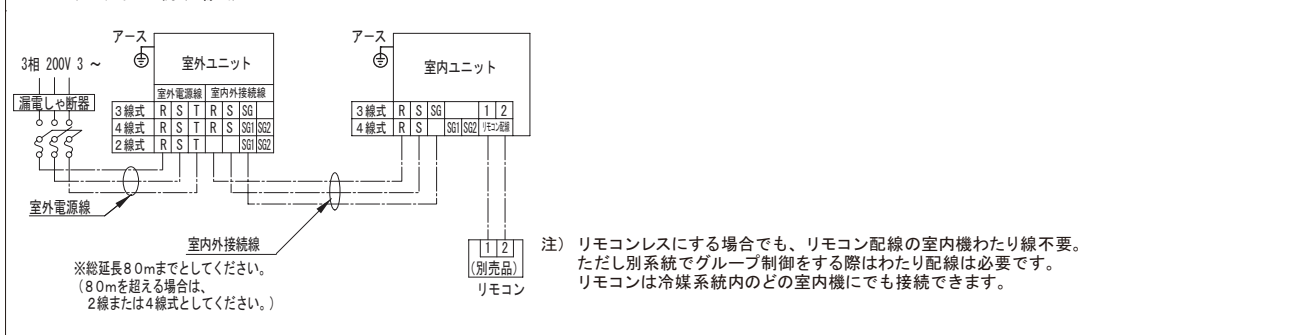 アース
3相 200V 3 ～
室外ユニット
漏電しゃ断器
室外電源線 室内外接続線
3線式 R S T R S SG
4線式 R S T R S SG1 SG2
2線式 R S T SG1 SG2
室外電源線
アース
室内ユニット
3線式 R S SG 1 2
4線式 R S SG1 SG2 リモコン配線
室内外接続線
※総延長80mまでとしてください。
（80mを超える場合は、
2線または4線式としてください。）
1 2
(別売品)
リモコン
注） リモコンレスにする場合でも、リモコン配線の室内機わたり線不要。
ただし別系統でグループ制御をする際はわたり配線は必要です。
リモコンは冷媒系統内のどの室内機にでも接続できます。